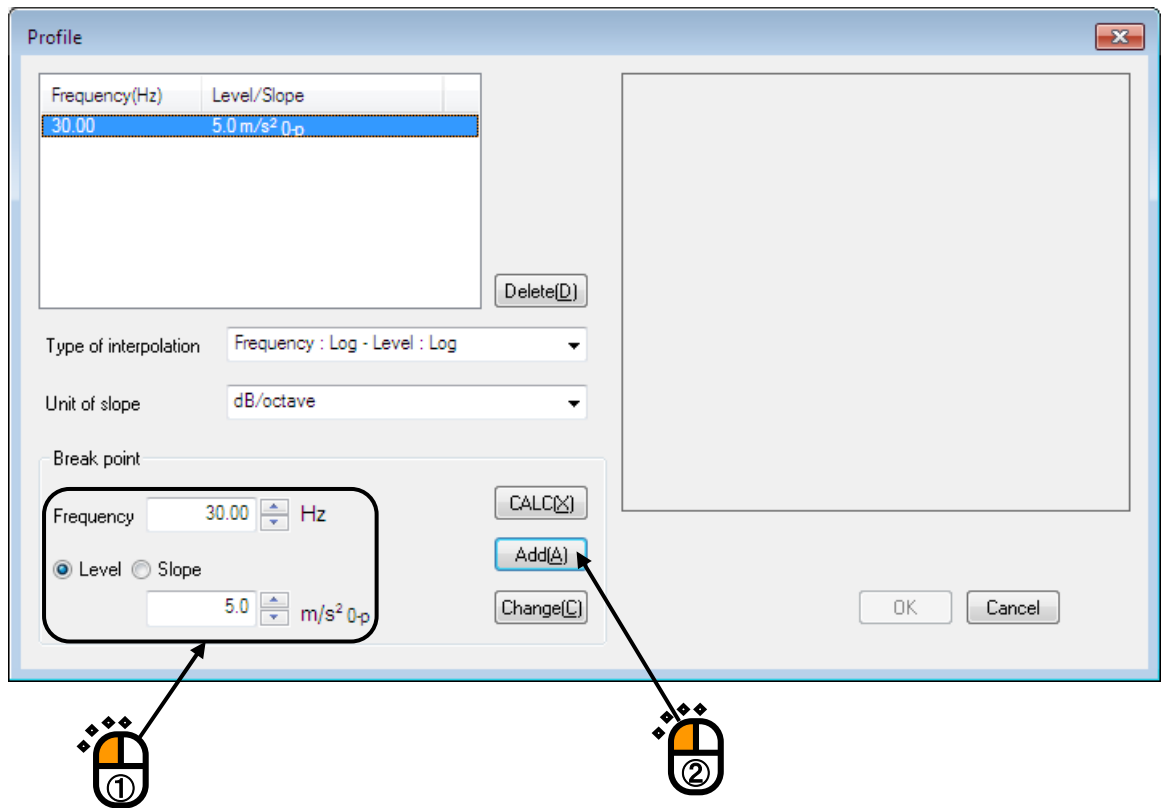 Profile
Frequency(Hz) Level/Slope
30.00 5.0 m/s² 0-p
Delete(D)
Type of interpolation Frequency : Log - Level : Log
Unit of slope dB/octave
Break point
Frequency 30.00 Hz
Level Slope
5.0 m/s² 0-p
CALC(X)
Add(A)
Change(C)
OK Cancel
① ②